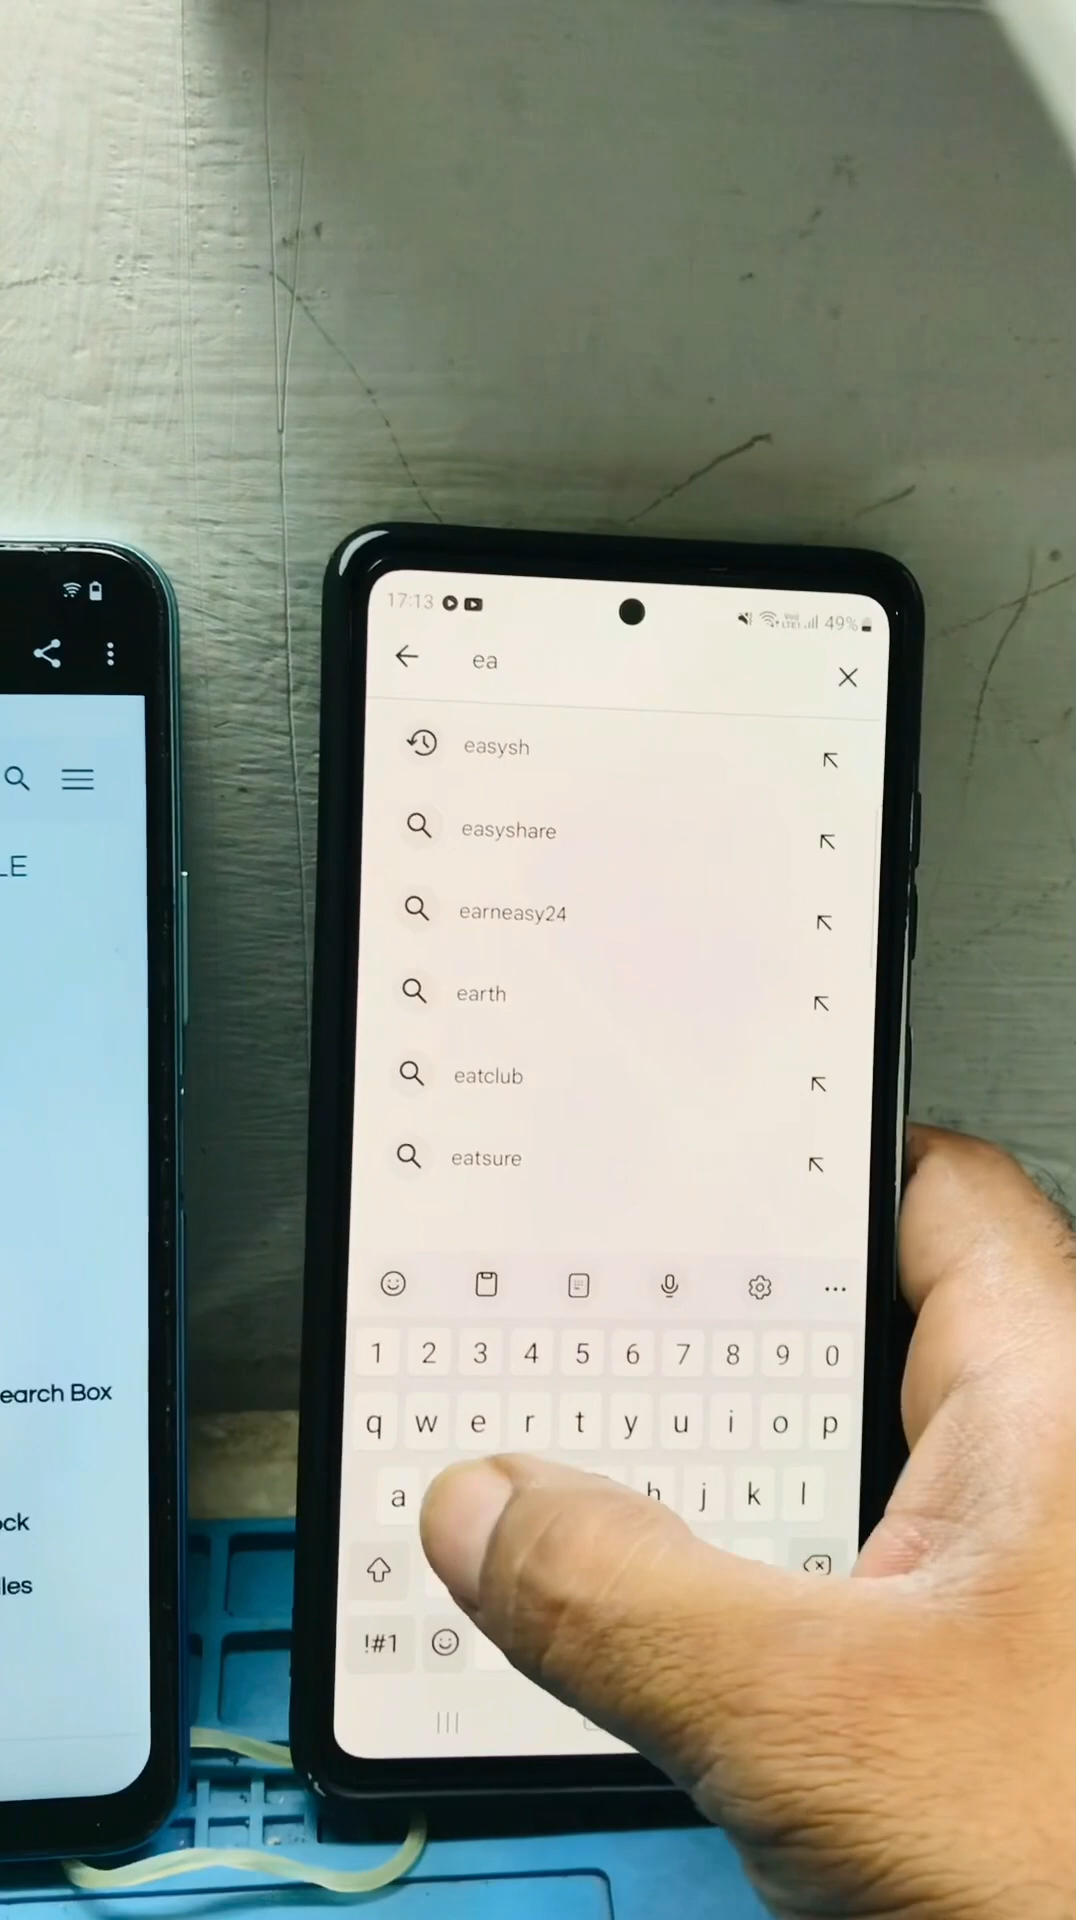 17:13
49%
ea
easysh
easyshare
earneasy24
earth
eatclub
eatsure
1 2 3 4 5 6 7 8 9 0
q w e r t y u i o p
a h j k l
!#1
LE
earch Box
ock
les